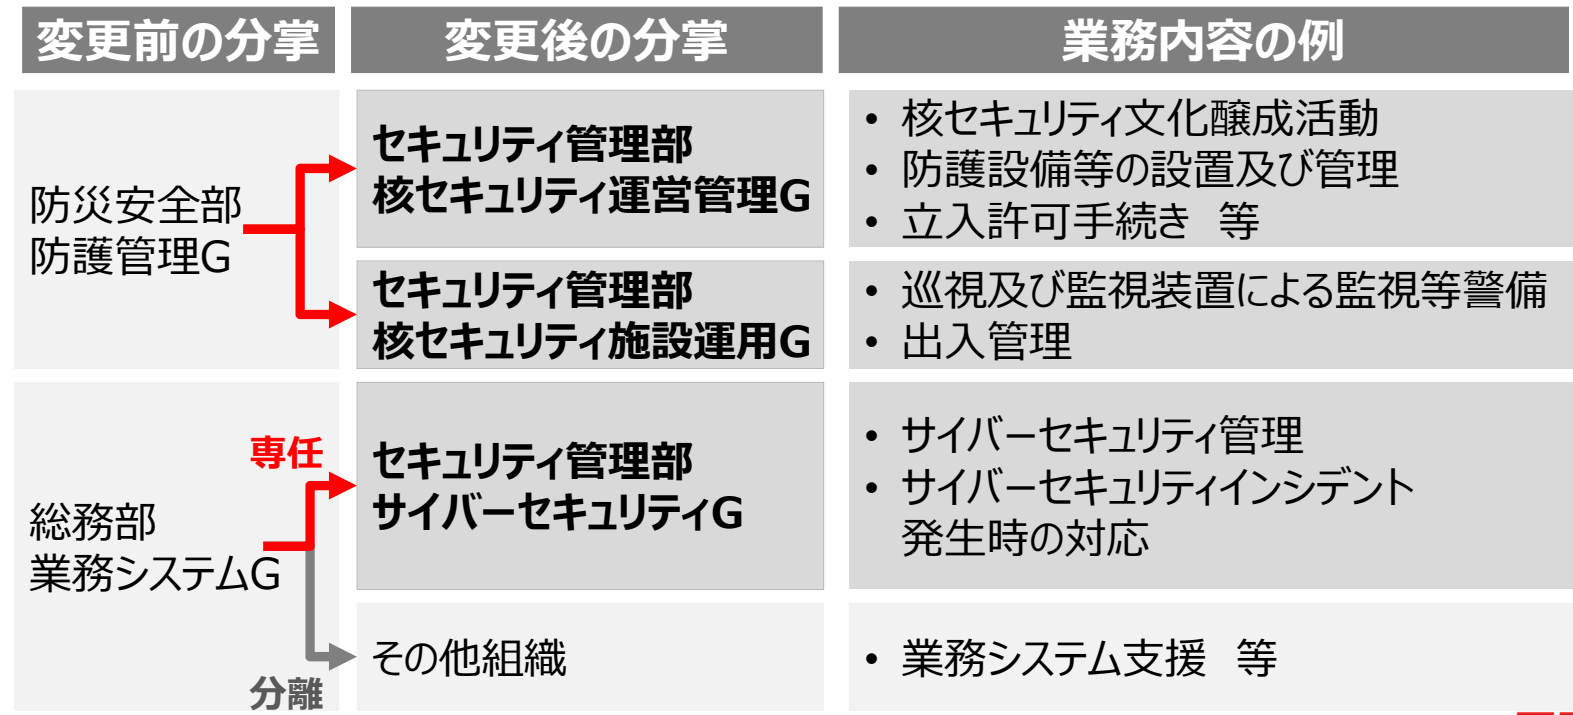 変更前の分掌
変更後の分掌
業務内容の例
防災安全部
防護管理G
セキュリティ管理部
核セキュリティ運営管理G
• 核セキュリティ文化醸成活動
• 防護設備等の設置及び管理
• 立入許可手続き　等
セキュリティ管理部
核セキュリティ施設運用G
• 巡視及び監視装置による監視等警備
• 出入管理
総務部
業務システムG
専任
セキュリティ管理部
サイバーセキュリティG
• サイバーセキュリティ管理
• サイバーセキュリティインシデント
発生時の対応
分離
その他組織
• 業務システム支援　等